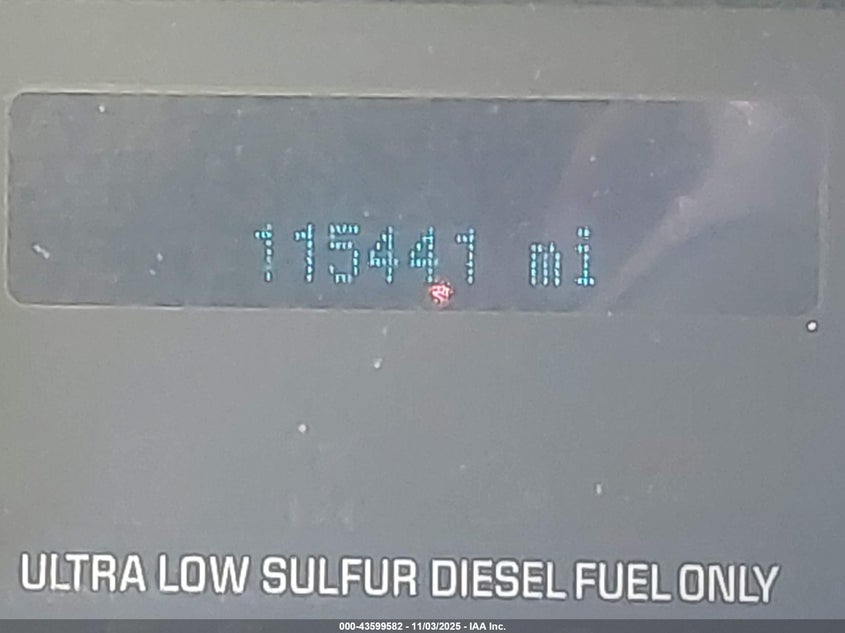 115441 mi
ULTRA LOW SULFUR DIESEL FUEL ONLY
000-43599582 - 11/03/2025 - IAA Inc.